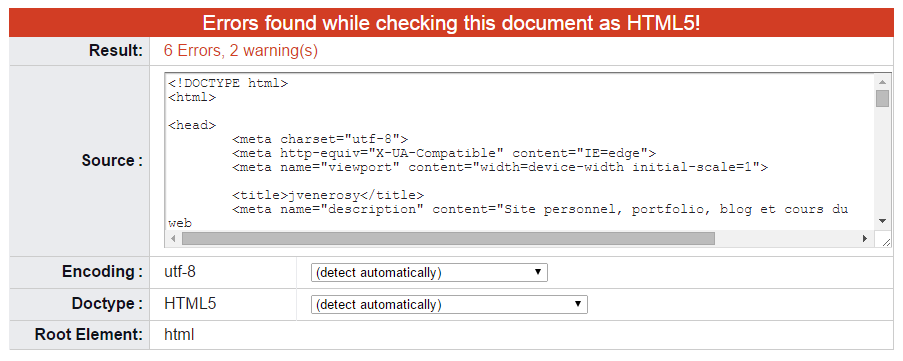 Errors found while checking this document as HTML5!
Result: 6 Errors, 2 warning(s)
Source :
<!DOCTYPE html>
<html>
<head>
<meta charset="utf-8">
<meta http-equiv="X-UA-Compatible" content="IE=edge">
<meta name="viewport" content="width=device-width initial-scale=1">
<title>jvenerosy</title>
<meta name="description" content="Site personnel, portfolio, blog et cours du
web
Encoding : utf-8 (detect automatically)
Doctype : HTML5 (detect automatically)
Root Element: html